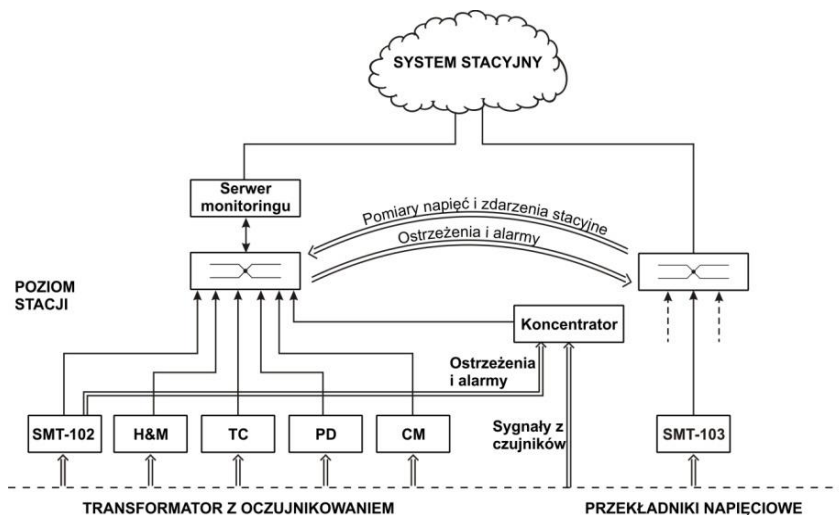 SYSTEM STACYJNY
Serwer
monitoringu
Pomiary napięć i zdarzenia stacyjne
Ostrzeżenia i alarmy
POZIOM
STACJI
Koncentrator
Ostrzeżenia
i alarmy
SMT-102
H&M
TC
PD
CM
Sygnały z
czujników
SMT-103
TRANSFORMATOR Z OCZUJNIKOWANIEM
PRZEKŁADNIKI NAPIĘCIOWE